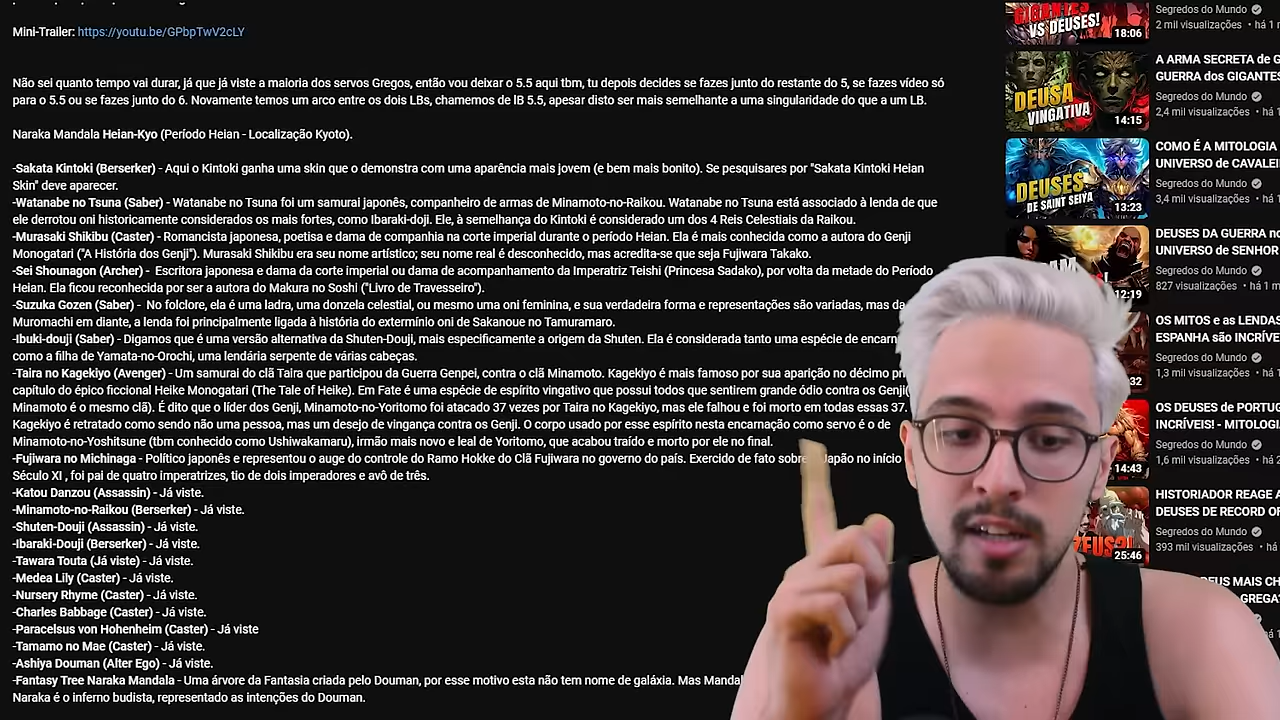 Mini-Trailer: https://youtu.be/GPbpTwV2cLY
Não sei quanto tempo vai durar, já que já viste a maioria dos servos Gregos, então vou deixar o 5.5 aqui tbm, tu depois decides se fazes junto do restante do 5, se fazes vídeo só
para o 5.5 ou se fazes junto do 6. Novamente temos um arco entre os dois LBs, chamemos de lB 5.5, apesar disto ser mais semelhante a uma singularidade do que a um LB.
Naraka Mandala Heian-Kyo (Período Heian - Localização Kyoto).
-Sakata Kintoki (Berserker) - Aqui o Kintoki ganha uma skin que o demonstra com uma aparência mais jovem (e bem mais bonito). Se pesquisares por "Sakata Kintoki Heian
Skin" deve aparecer.
-Watanabe no Tsuna (Saber) - Watanabe no Tsuna foi um samurai japonês, companheiro de armas de Minamoto-no-Raikou. Watanabe no Tsuna está associado à lenda de que
ele derrotou oni historicamente considerados os mais fortes, como Ibaraki-doji. Ele, à semelhança do Kintoki é considerado um dos 4 Reis Celestiais da Raikou.
-Murasaki Shikibu (Caster) - Romancista japonesa, poetisa e dama de companhia na corte imperial durante o período Heian. Ela é mais conhecida como a autora do Genji
Monogatari ("A História dos Genji"). Murasaki Shikibu era seu nome artístico; seu nome real é desconhecido, mas acredita-se que seja Fujiwara Takako.
-Sei Shounagon (Archer) - Escritora japonesa e dama da corte imperial ou dama de acompanhamento da Imperatriz Teishi (Princesa Sadako), por volta da metade do Período
Heian. Ela ficou reconhecida por ser a autora do Makura no Soshl ("Livro de Travesseiro").
-Suzuka Gozen (Saber) - No folclore, ela é uma ladra, uma donzela celestial, ou mesmo uma oni feminina, e sua verdadeira forma e representações são variadas, mas da
Muromachi em diante, a lenda foi principalmente ligada à história do extermínio oni de Sakanoue no Tamuramaro.
-Ibuki-douji (Saber) - Digamos que é uma versão alternativa da Shuten-Douji, mais especificamente a origem da Shuten. Ela é considerada tanto uma espécie de encarn
como a filha de Yamata-no-Orochi, uma lendária serpente de várias cabeças.
-Taira no Kagekiyo (Avenger) - Um samurai do clã Taira que participou da Guerra Genpei, contra o clã Minamoto. Kagekiyo é mais famoso por sua aparição no décimo pr
capítulo do épico ficcional Heike Monogatari (The Tale of Heike). Em Fate é uma espécie de espírito vingativo que possui todos que sentirem grande ódio contra os Genji(
Minamoto é o mesmo clã). É dito que o líder dos Genji, Minamoto-no-Yoritomo foi atacado 37 vezes por Taira no Kagekiyo, mas ele falhou e foi morto em todas essas 37.
Kagekiyo é retratado como sendo não uma pessoa, mas um desejo de vingança contra os Genji. O corpo usado por esse espírito nesta encarnação como servo é o de
Minamoto-no-Yoshitsune (tbm conhecido como Ushiwakamaru), irmão mais novo e leal de Yoritomo, que acabou traído e morto por ele no final.
-Fujiwara no Michinaga - Político japonês e representou o auge do controle do Ramo Hokke do Clã Fujiwara no governo do país. Exercido de fato sobre Japão no início
Século XI , foi pai de quatro imperatrizes, tio de dois imperadores e avô de três.
-Katou Danzou (Assassin) - Já viste.
-Minamoto-no-Raikou (Berserker) - Já viste.
-Shuten-Douji (Assassin) - Já viste.
-Ibaraki-Douji (Berserker) - Já viste.
-Tawara Touta (Já viste) - Já viste.
-Medea Lily (Caster) - Já viste.
-Nursery Rhyme (Caster) - Já viste.
-Charles Babbage (Caster) - Já viste.
-Paracelsus von Hohenheim (Caster) - Já viste
-Tamamo no Mae (Caster) - Já viste.
-Ashiya Douman (Alter Ego) - Já viste.
-Fantasy Tree Naraka Mandala - Uma árvore da Fantasia criada pelo Douman, por esse motivo esta não tem nome de galáxia. Mas Mandal
Naraka é o inferno budista, representado as intenções do Douman.
GIGANTES
VS DEUSES!
18:06
Segredos do Mundo
2 mil visualizações • há 1
DEUSA
VINGATIVA
14:15
A ARMA SECRETA de G
GUERRA dos GIGANTES
Segredos do Mundo
2,4 mil visualizações • há 1
DEUSES
DE SAINT SEIYA
13:23
COMO É A MITOLOGIA
UNIVERSO de CAVALEI
Segredos do Mundo
3,4 mil visualizações • há 1
12:19
DEUSES DA GUERRA no
UNIVERSO de SENHOR
Segredos do Mundo
827 visualizações • há 1 m
32
OS MITOS e as LENDAS
ESPANHA são INCRÍVE
Segredos do Mundo
1,3 mil visualizações • há 1
14:43
OS DEUSES de PORTUG
INCRÍVEIS! - MITOLOGI
Segredos do Mundo
1,6 mil visualizações • há 1
ZEUS
25:46
HISTORIADOR REAGE A
DEUSES DE RECORD OF
Segredos do Mundo
393 mil visualizações • há
DEUS MAIS CH
GREGA?